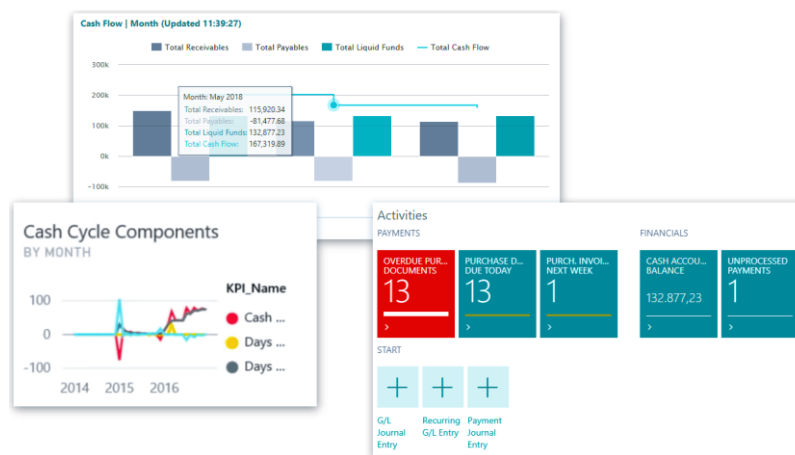 Cash Flow | Month (Updated 11:39:27)
Total Receivables Total Payables Total Liquid Funds Total Cash Flow
300k
200k
100k
0k
-100k
Month: May 2018
Total Receivables: 115,920.34
Total Payables: -81,477.68
Total Liquid Funds: 132,877.23
Total Cash Flow: 167,319.89
Cash Cycle Components
BY MONTH
100
0
-100
2014 2015 2016
KPI_Name
Cash ...
Days ...
Days ...
Activities
PAYMENTS
OVERDUE PUR...
DOCUMENTS
13
PURCHASE D...
DUE TODAY
13
PURCH. INVOI...
NEXT WEEK
1
FINANCIALS
CASH ACCOU...
BALANCE
132.877,23
UNPROCESSED
PAYMENTS
1
START
G/L
Journal
Entry
Recurring
G/L Entry
Payment
Journal
Entry